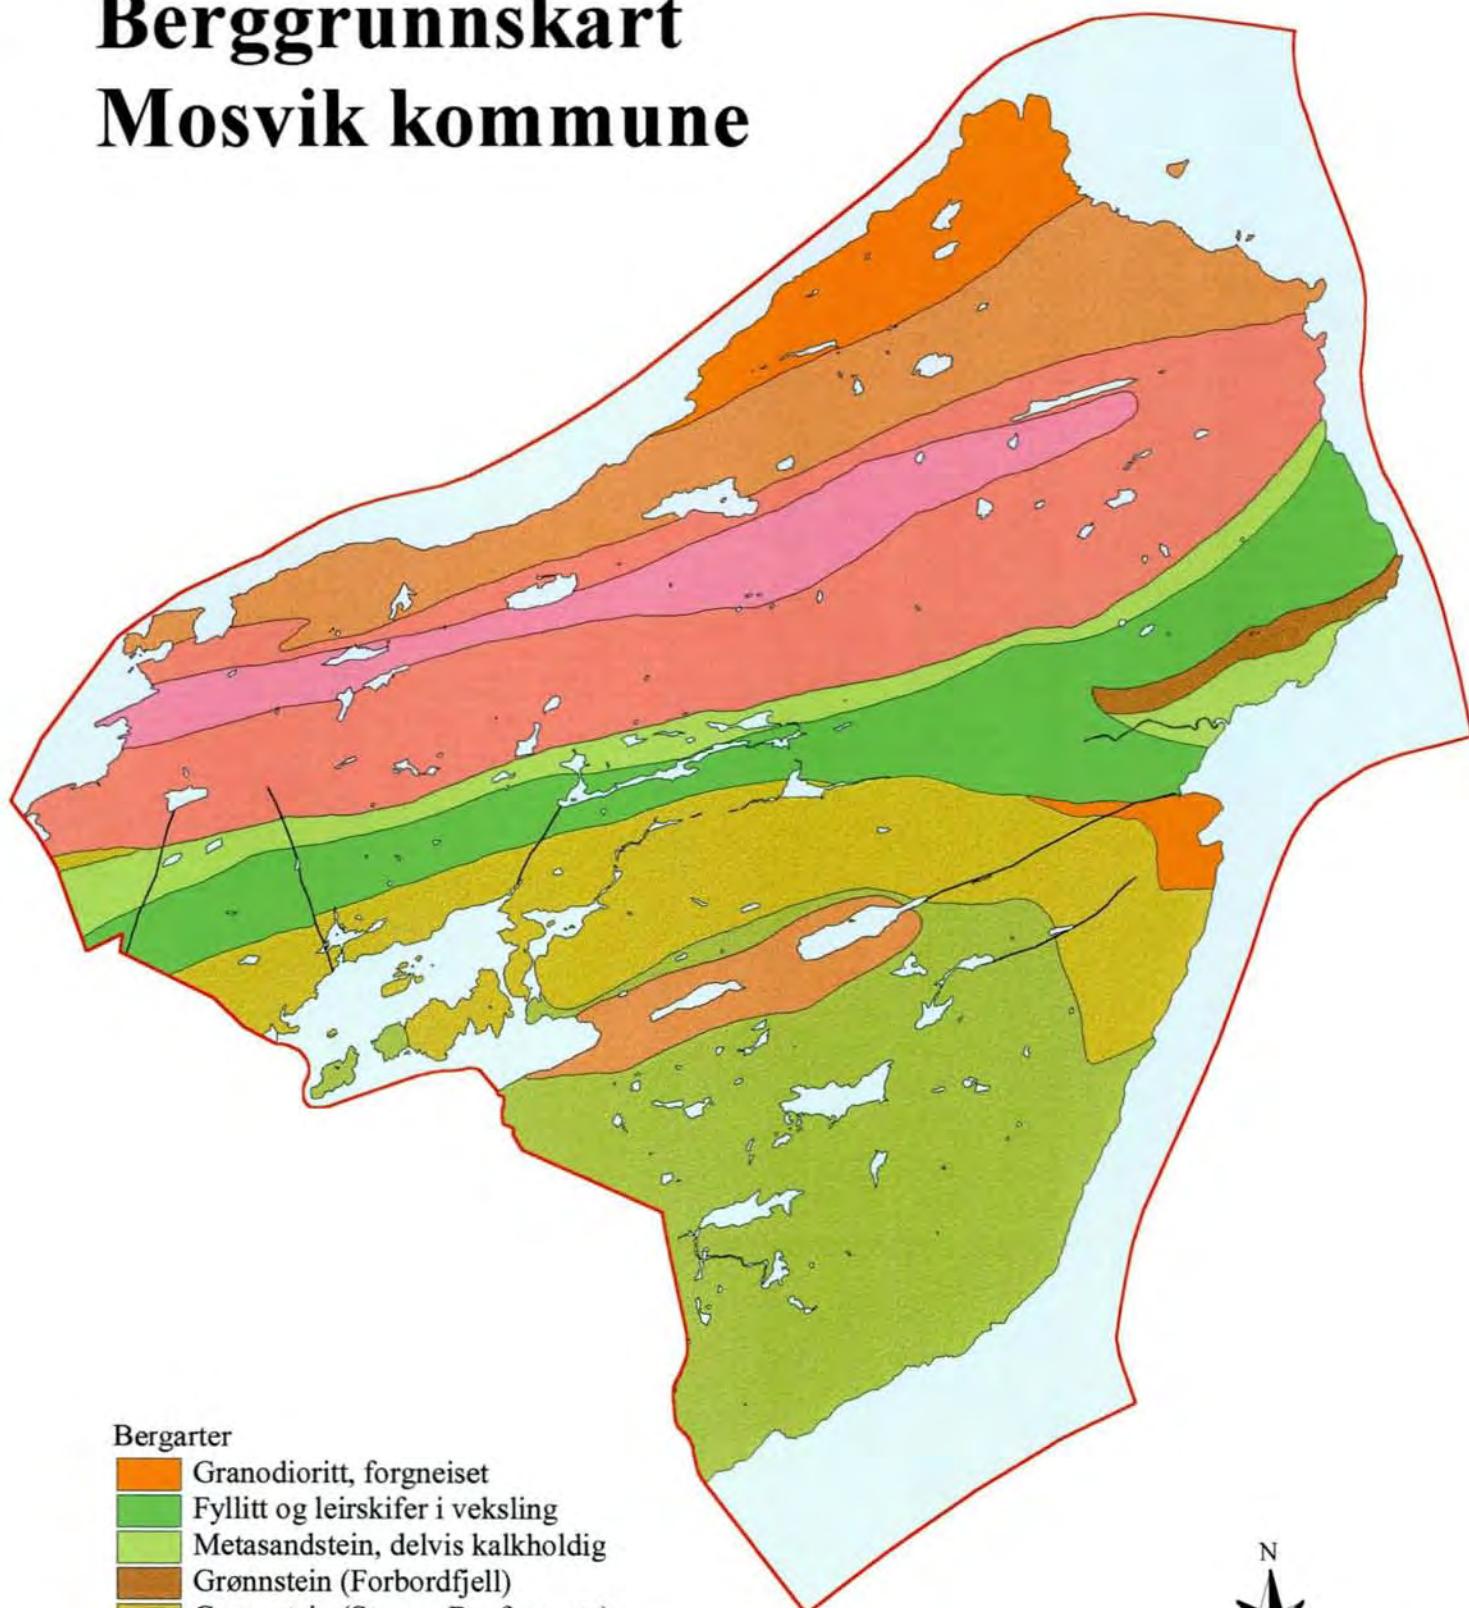 Berggrunnskart
Mosvik kommune
Bergarter
Granodioritt, forgneiset
Fyllitt og leirskifer i veksling
Metasandstein, delvis kalkholdig
Grønnstein (Forbordfjell)
N